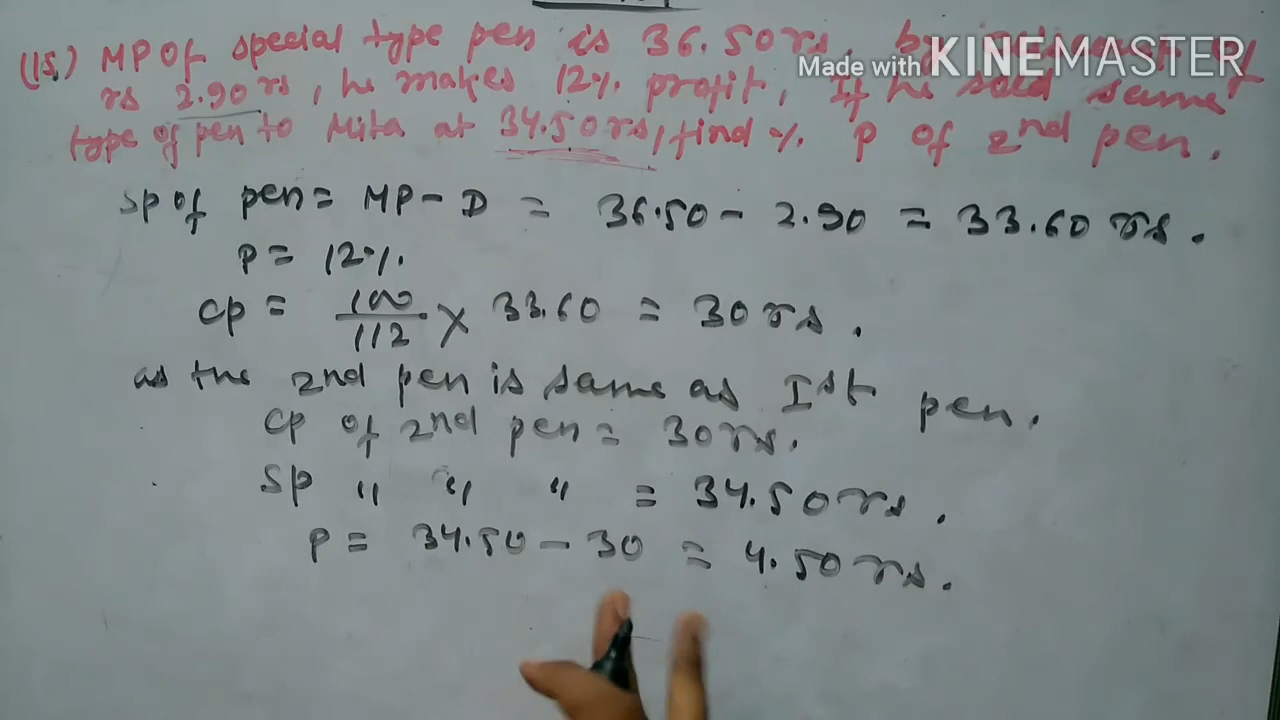 (15.) MP Of special type pen is 36.50 rs, by
rs 2.90 rs, he makes 12% profit, If he sold same
type of pen to Mita at 34.50 rs, find % P of 2nd pen.
Made with KINEMASTER
SP of pen = MP - D = 36.50 - 2.90 = 33.60 rs.
P = 12%.
CP = 100/112 × 33.60 = 30 rs.
as the 2nd pen is same as Ist pen.
CP of 2nd pen = 30 rs.
SP " " " = 34.50 rs.
P = 34.50 - 30 = 4.50 rs.